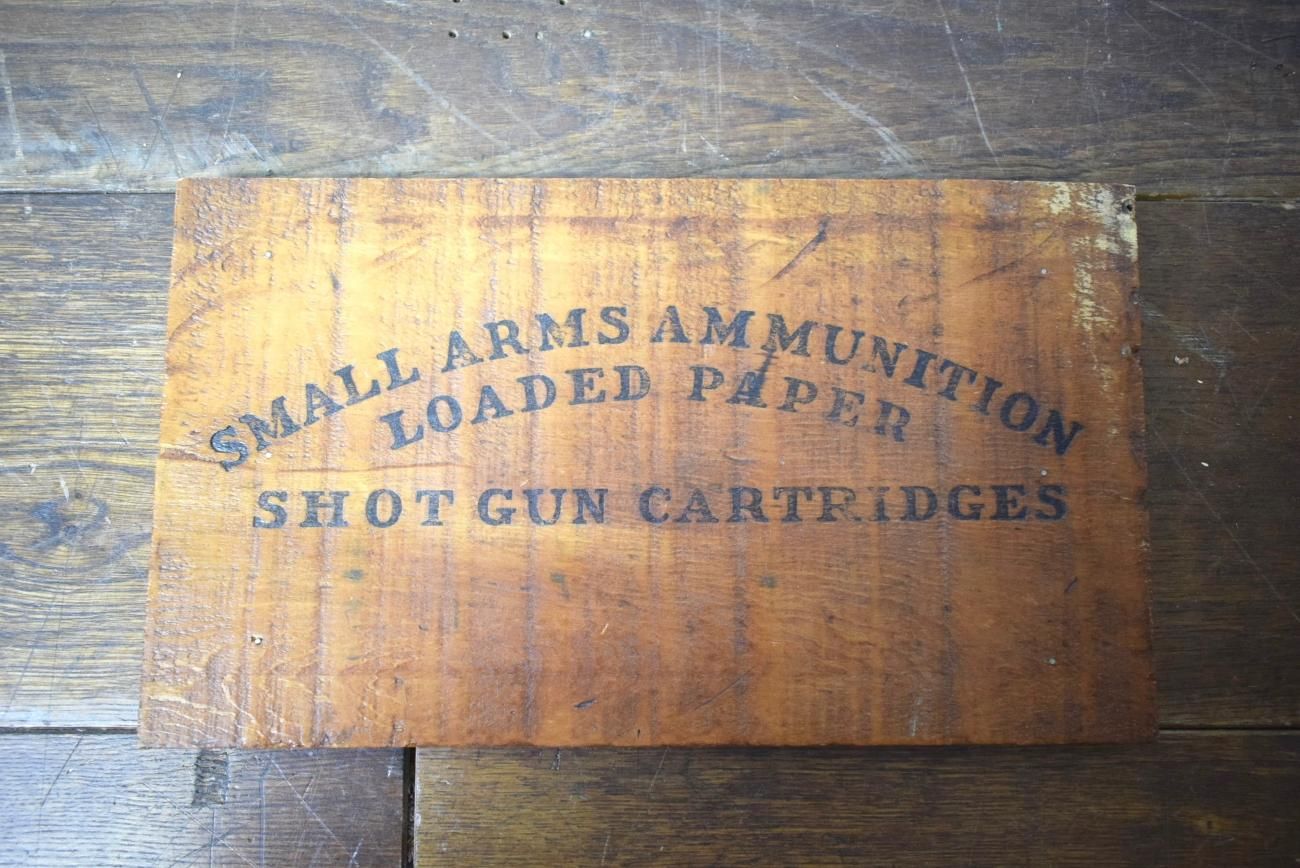 SMALL ARMS AMMUNITION
LOADED PAPER
SHOT GUN CARTRIDGES